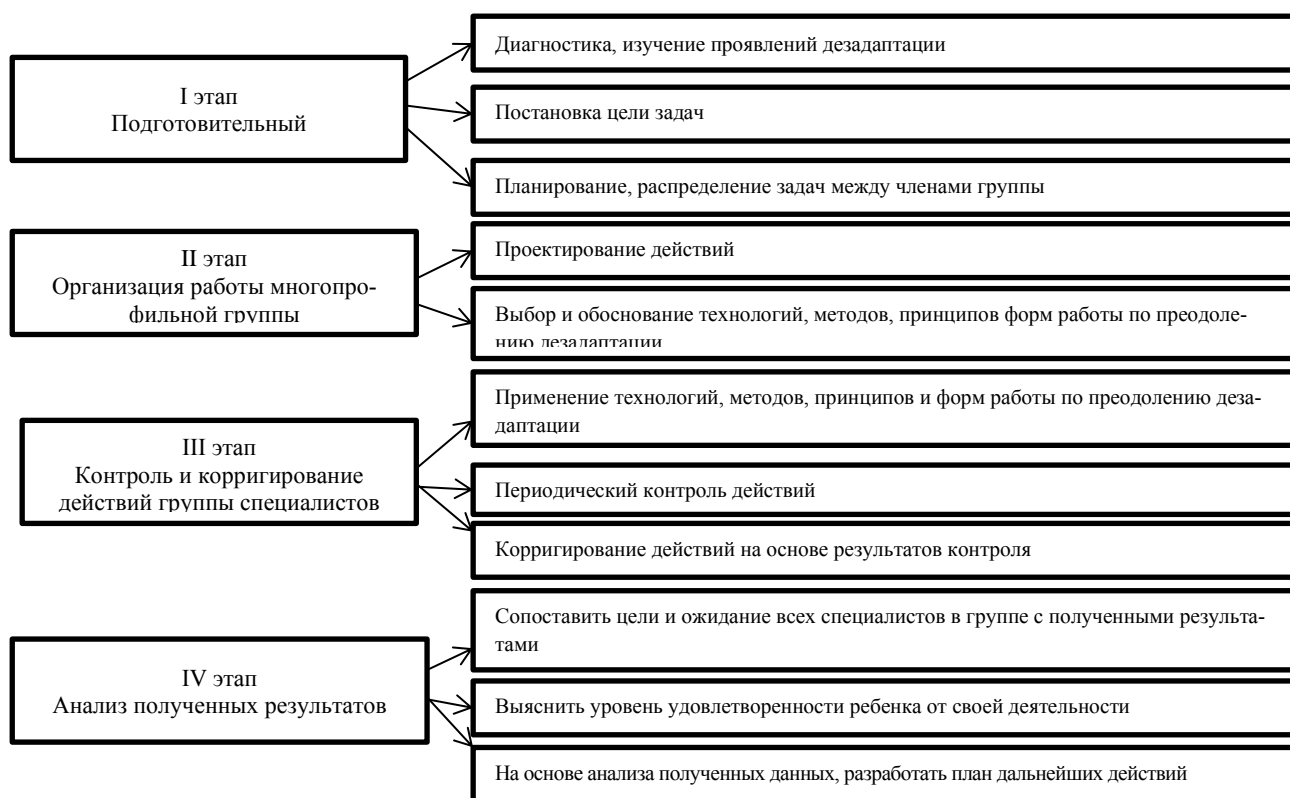 I этап
Подготовительный
Диагностика, изучение проявлений дезадаптации
Постановка цели задач
Планирование, распределение задач между членами группы
II этап
Организация работы многопро-
фильной группы
Проектирование действий
Выбор и обоснование технологий, методов, принципов форм работы по преодоле-
нию дезадаптации
III этап
Контроль и корригирование
действий группы специалистов
Применение технологий, методов, принципов и форм работы по преодолению деза-
даптации
Периодический контроль действий
Корригирование действий на основе результатов контроля
IV этап
Анализ полученных результатов
Сопоставить цели и ожидание всех специалистов в группе с полученными результа-
тами
Выяснить уровень удовлетворенности ребенка от своей деятельности
На основе анализа полученных данных, разработать план дальнейших действий